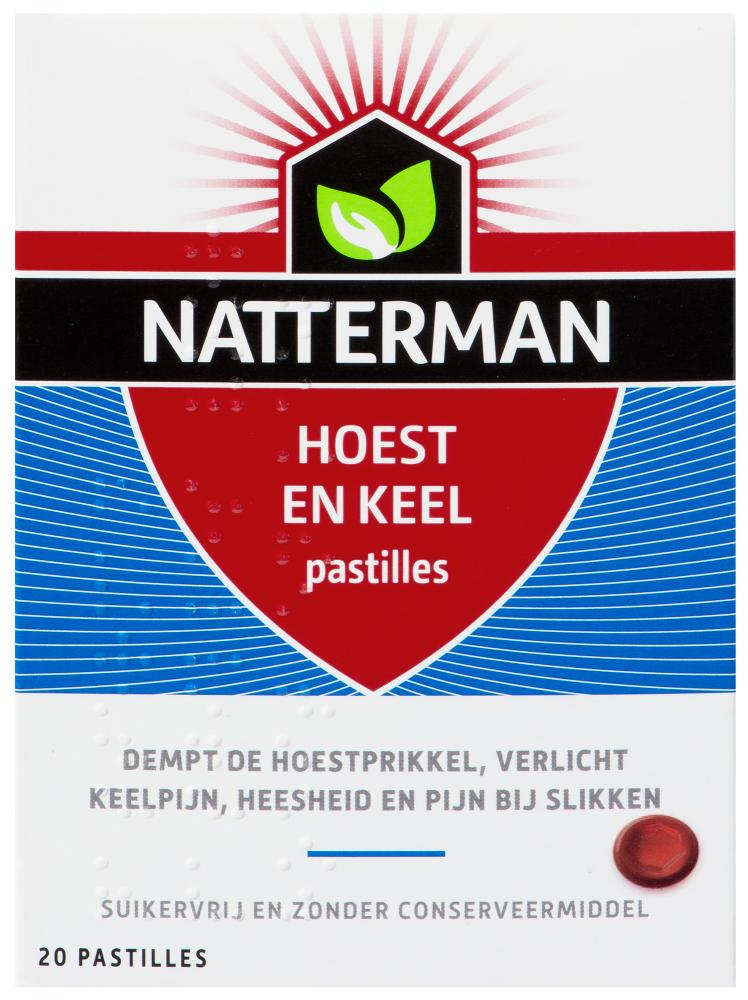 NATTERMAN
HOEST
EN KEEL
pastilles
DEMPT DE HOESTPRIKKEL, VERLICHT
KEELPIJN, HEESHEID EN PIJN BIJ SLIKKEN
SUIKERVRIJ EN ZONDER CONSERVEERMIDDEL
20 PASTILLES